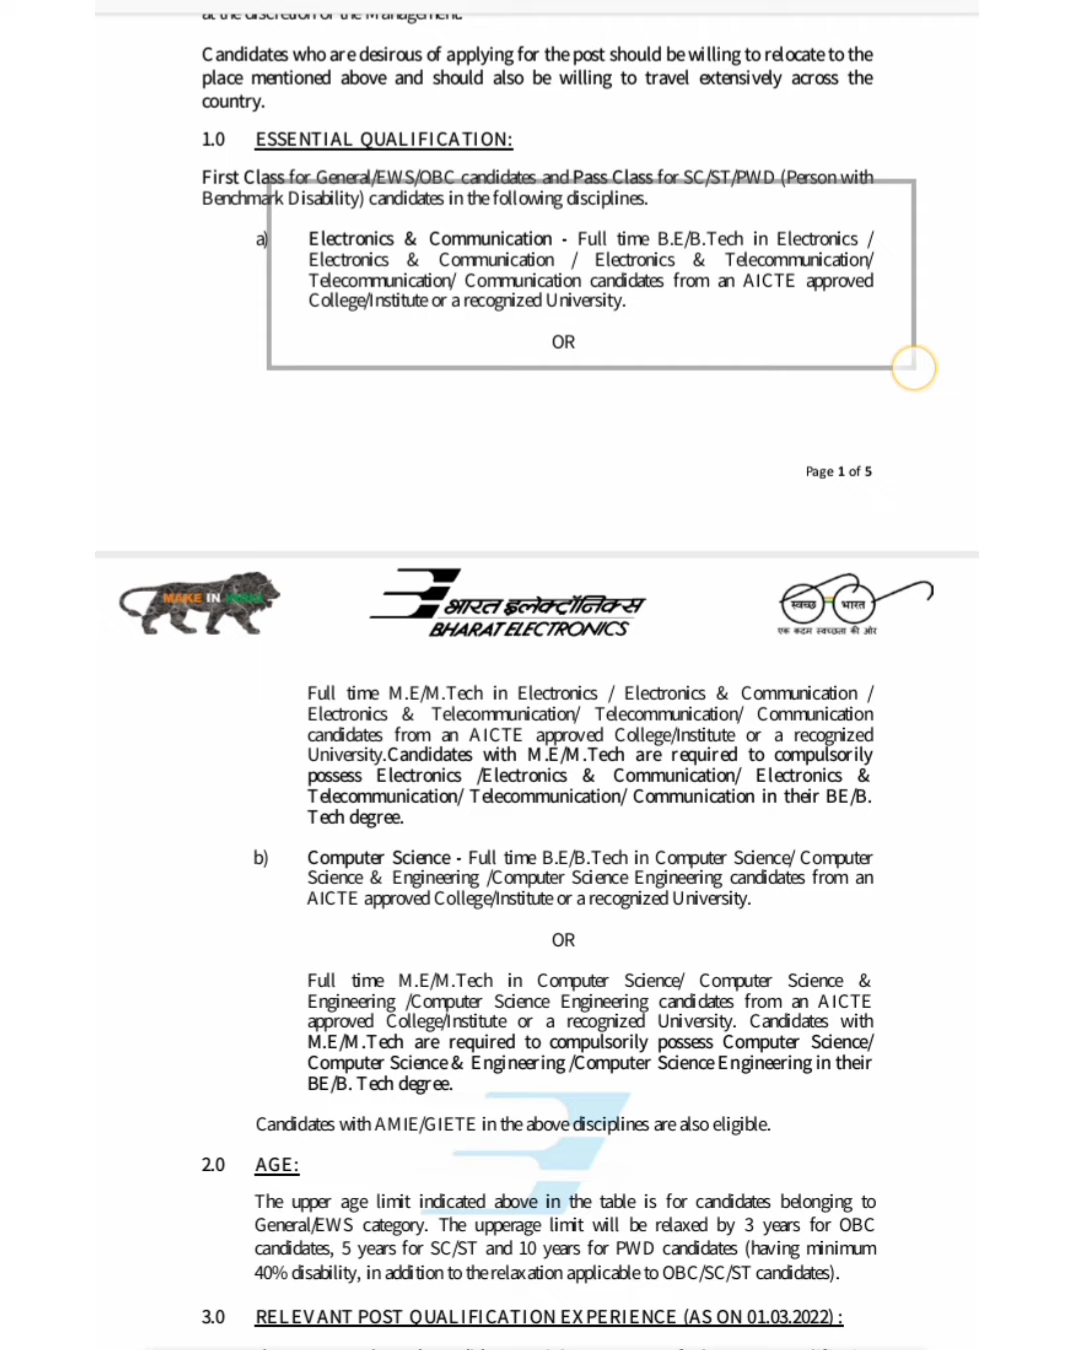 at the discretion of the Management.
Candidates who are desirous of applying for the post should be willing to relocate to the
place mentioned above and should also be willing to travel extensively across the
country.
1.0 ESSENTIAL QUALIFICATION:
First Class for General/EWS/OBC candidates and Pass Class for SC/ST/PWD (Person with
Benchmark Disability) candidates in the following disciplines.
a) Electronics & Communication - Full time B.E/B.Tech in Electronics /
Electronics & Communication / Electronics & Telecommunication/
Telecommunication/ Communication candidates from an AICTE approved
College/Institute or a recognized University.
OR
Page 1 of 5
MAKE IN INDIA
भारत इलेक्ट्रॉनिक्स
BHARAT ELECTRONICS
स्वच्छ भारत
एक कदम स्वच्छता की ओर
Full time M.E/M.Tech in Electronics / Electronics & Communication /
Electronics & Telecommunication/ Telecommunication/ Communication
candidates from an AICTE approved College/Institute or a recognized
University.Candidates with M.E/M.Tech are required to compulsorily
possess Electronics /Electronics & Communication/ Electronics &
Telecommunication/ Telecommunication/ Communication in their BE/B.
Tech degree.
b) Computer Science - Full time B.E/B.Tech in Computer Science/ Computer
Science & Engineering /Computer Science Engineering candidates from an
AICTE approved College/Institute or a recognized University.
OR
Full time M.E/M.Tech in Computer Science/ Computer Science &
Engineering /Computer Science Engineering candidates from an AICTE
approved College/Institute or a recognized University. Candidates with
M.E/M.Tech are required to compulsorily possess Computer Science/
Computer Science & Engineering /Computer Science Engineering in their
BE/B. Tech degree.
Candidates with AMIE/GIETE in the above disciplines are also eligible.
2.0 AGE:
The upper age limit indicated above in the table is for candidates belonging to
General/EWS category. The upperage limit will be relaxed by 3 years for OBC
candidates, 5 years for SC/ST and 10 years for PWD candidates (having minimum
40% disability, in addition to the relaxation applicable to OBC/SC/ST candidates).
3.0 RELEVANT POST QUALIFICATION EXPERIENCE (AS ON 01.03.2022) :